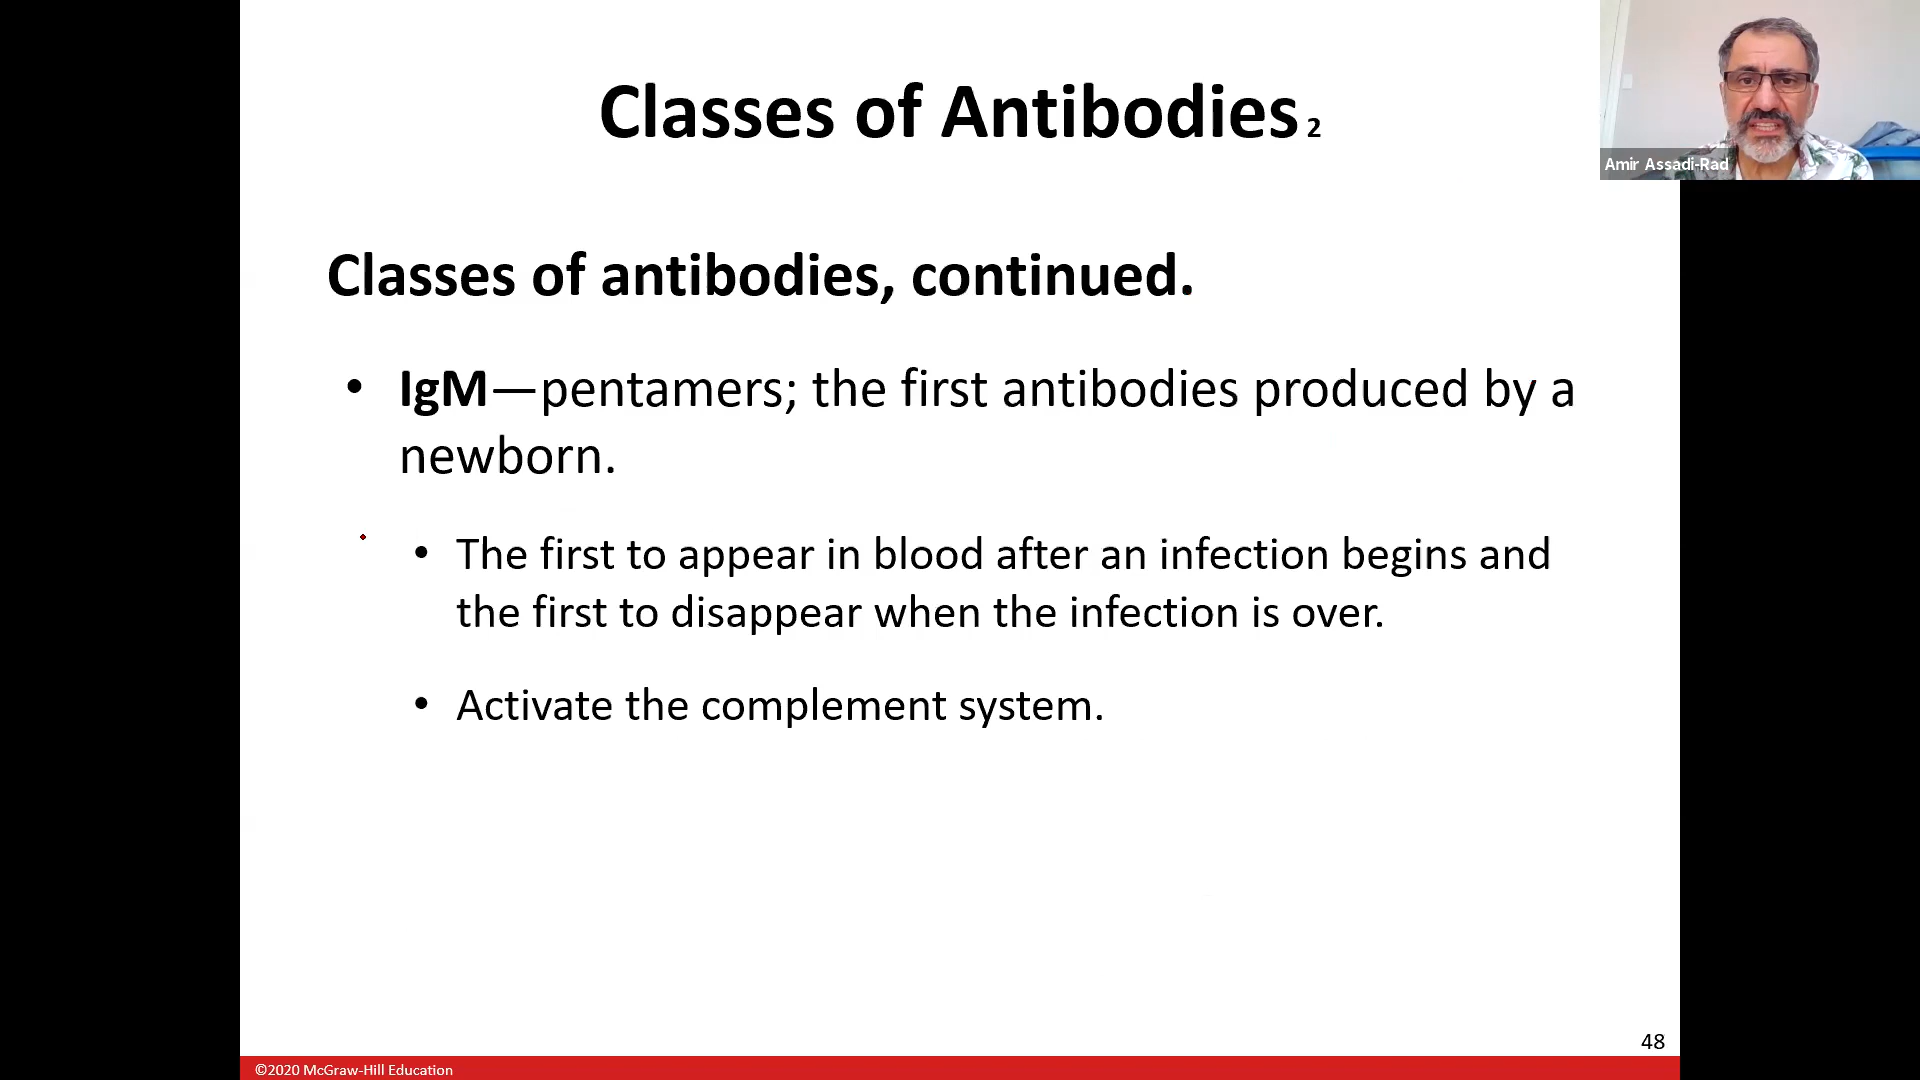 Classes of Antibodies 2
Amir Assadi-Rad
Classes of antibodies, continued.
• IgM—pentamers; the first antibodies produced by a
newborn.
• The first to appear in blood after an infection begins and
the first to disappear when the infection is over.
• Activate the complement system.
48
©2020 McGraw-Hill Education